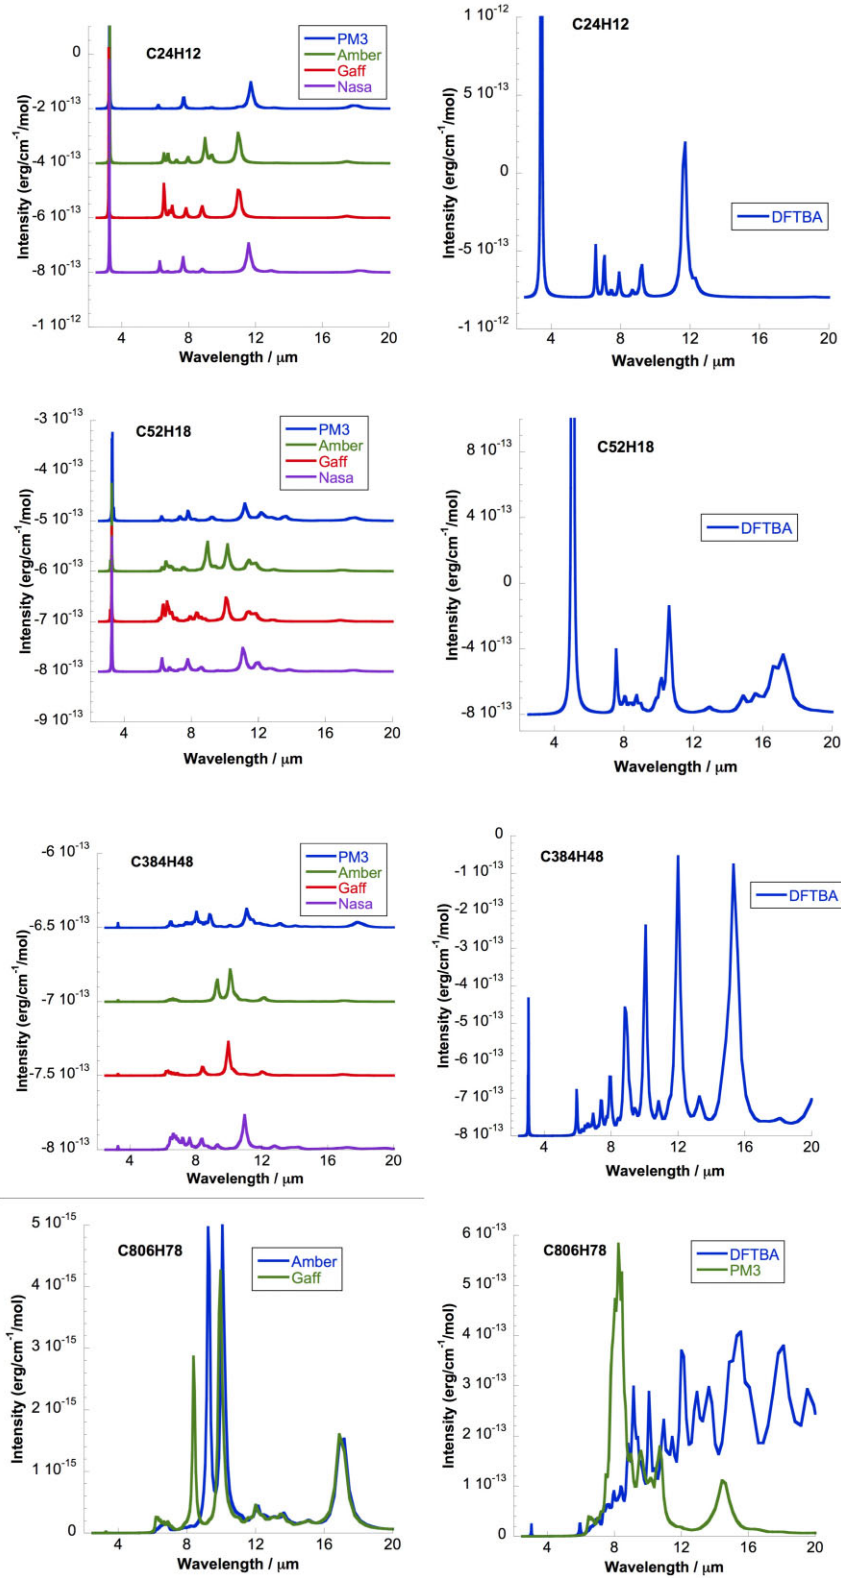 C24H12
PM3
Amber
Gaff
Nasa
0
-2 10^-13
-4 10^-13
-6 10^-13
-8 10^-13
-1 10^-12
Intensity (erg/cm^-1/mol)
4 8 12 16 20
Wavelength / µm
C24H12
DFTBA
1 10^-12
5 10^-13
0
-5 10^-13
-1 10^-12
Intensity (erg/cm^-1/mol)
4 8 12 16 20
Wavelength / µm
C52H18
PM3
Amber
Gaff
Nasa
-3 10^-13
-4 10^-13
-5 10^-13
-6 10^-13
-7 10^-13
-8 10^-13
-9 10^-13
Intensity (erg/cm^-1/mol)
4 8 12 16 20
Wavelength / µm
C52H18
DFTBA
8 10^-13
4 10^-13
0
-4 10^-13
-8 10^-13
Intensity (erg/cm^-1/mol)
4 8 12 16 20
Wavelength / µm
C384H48
PM3
Amber
Gaff
Nasa
-6 10^-13
-6.5 10^-13
-7 10^-13
-7.5 10^-13
-8 10^-13
Intensity (erg/cm^-1/mol)
4 8 12 16 20
Wavelength / µm
C384H48
DFTBA
0
-1 10^-13
-2 10^-13
-3 10^-13
-4 10^-13
-5 10^-13
-6 10^-13
-7 10^-13
-8 10^-13
Intensity (erg/cm^-1/mol)
4 8 12 16 20
Wavelength / µm
C806H78
Amber
Gaff
5 10^-15
4 10^-15
3 10^-15
2 10^-15
1 10^-15
0
Intensity (erg/cm^-1/mol)
4 8 12 16 20
Wavelength / µm
C806H78
DFTBA
PM3
6 10^-13
5 10^-13
4 10^-13
3 10^-13
2 10^-13
1 10^-13
0
Intensity (erg/cm^-1/mol)
4 8 12 16 20
Wavelength / µm